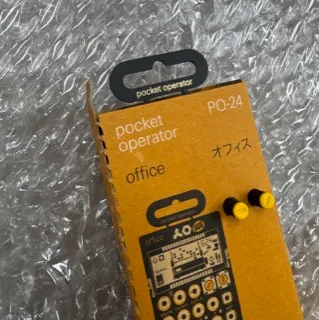 pocket operator
pocket
operator
PO-24
office
オフィス
office